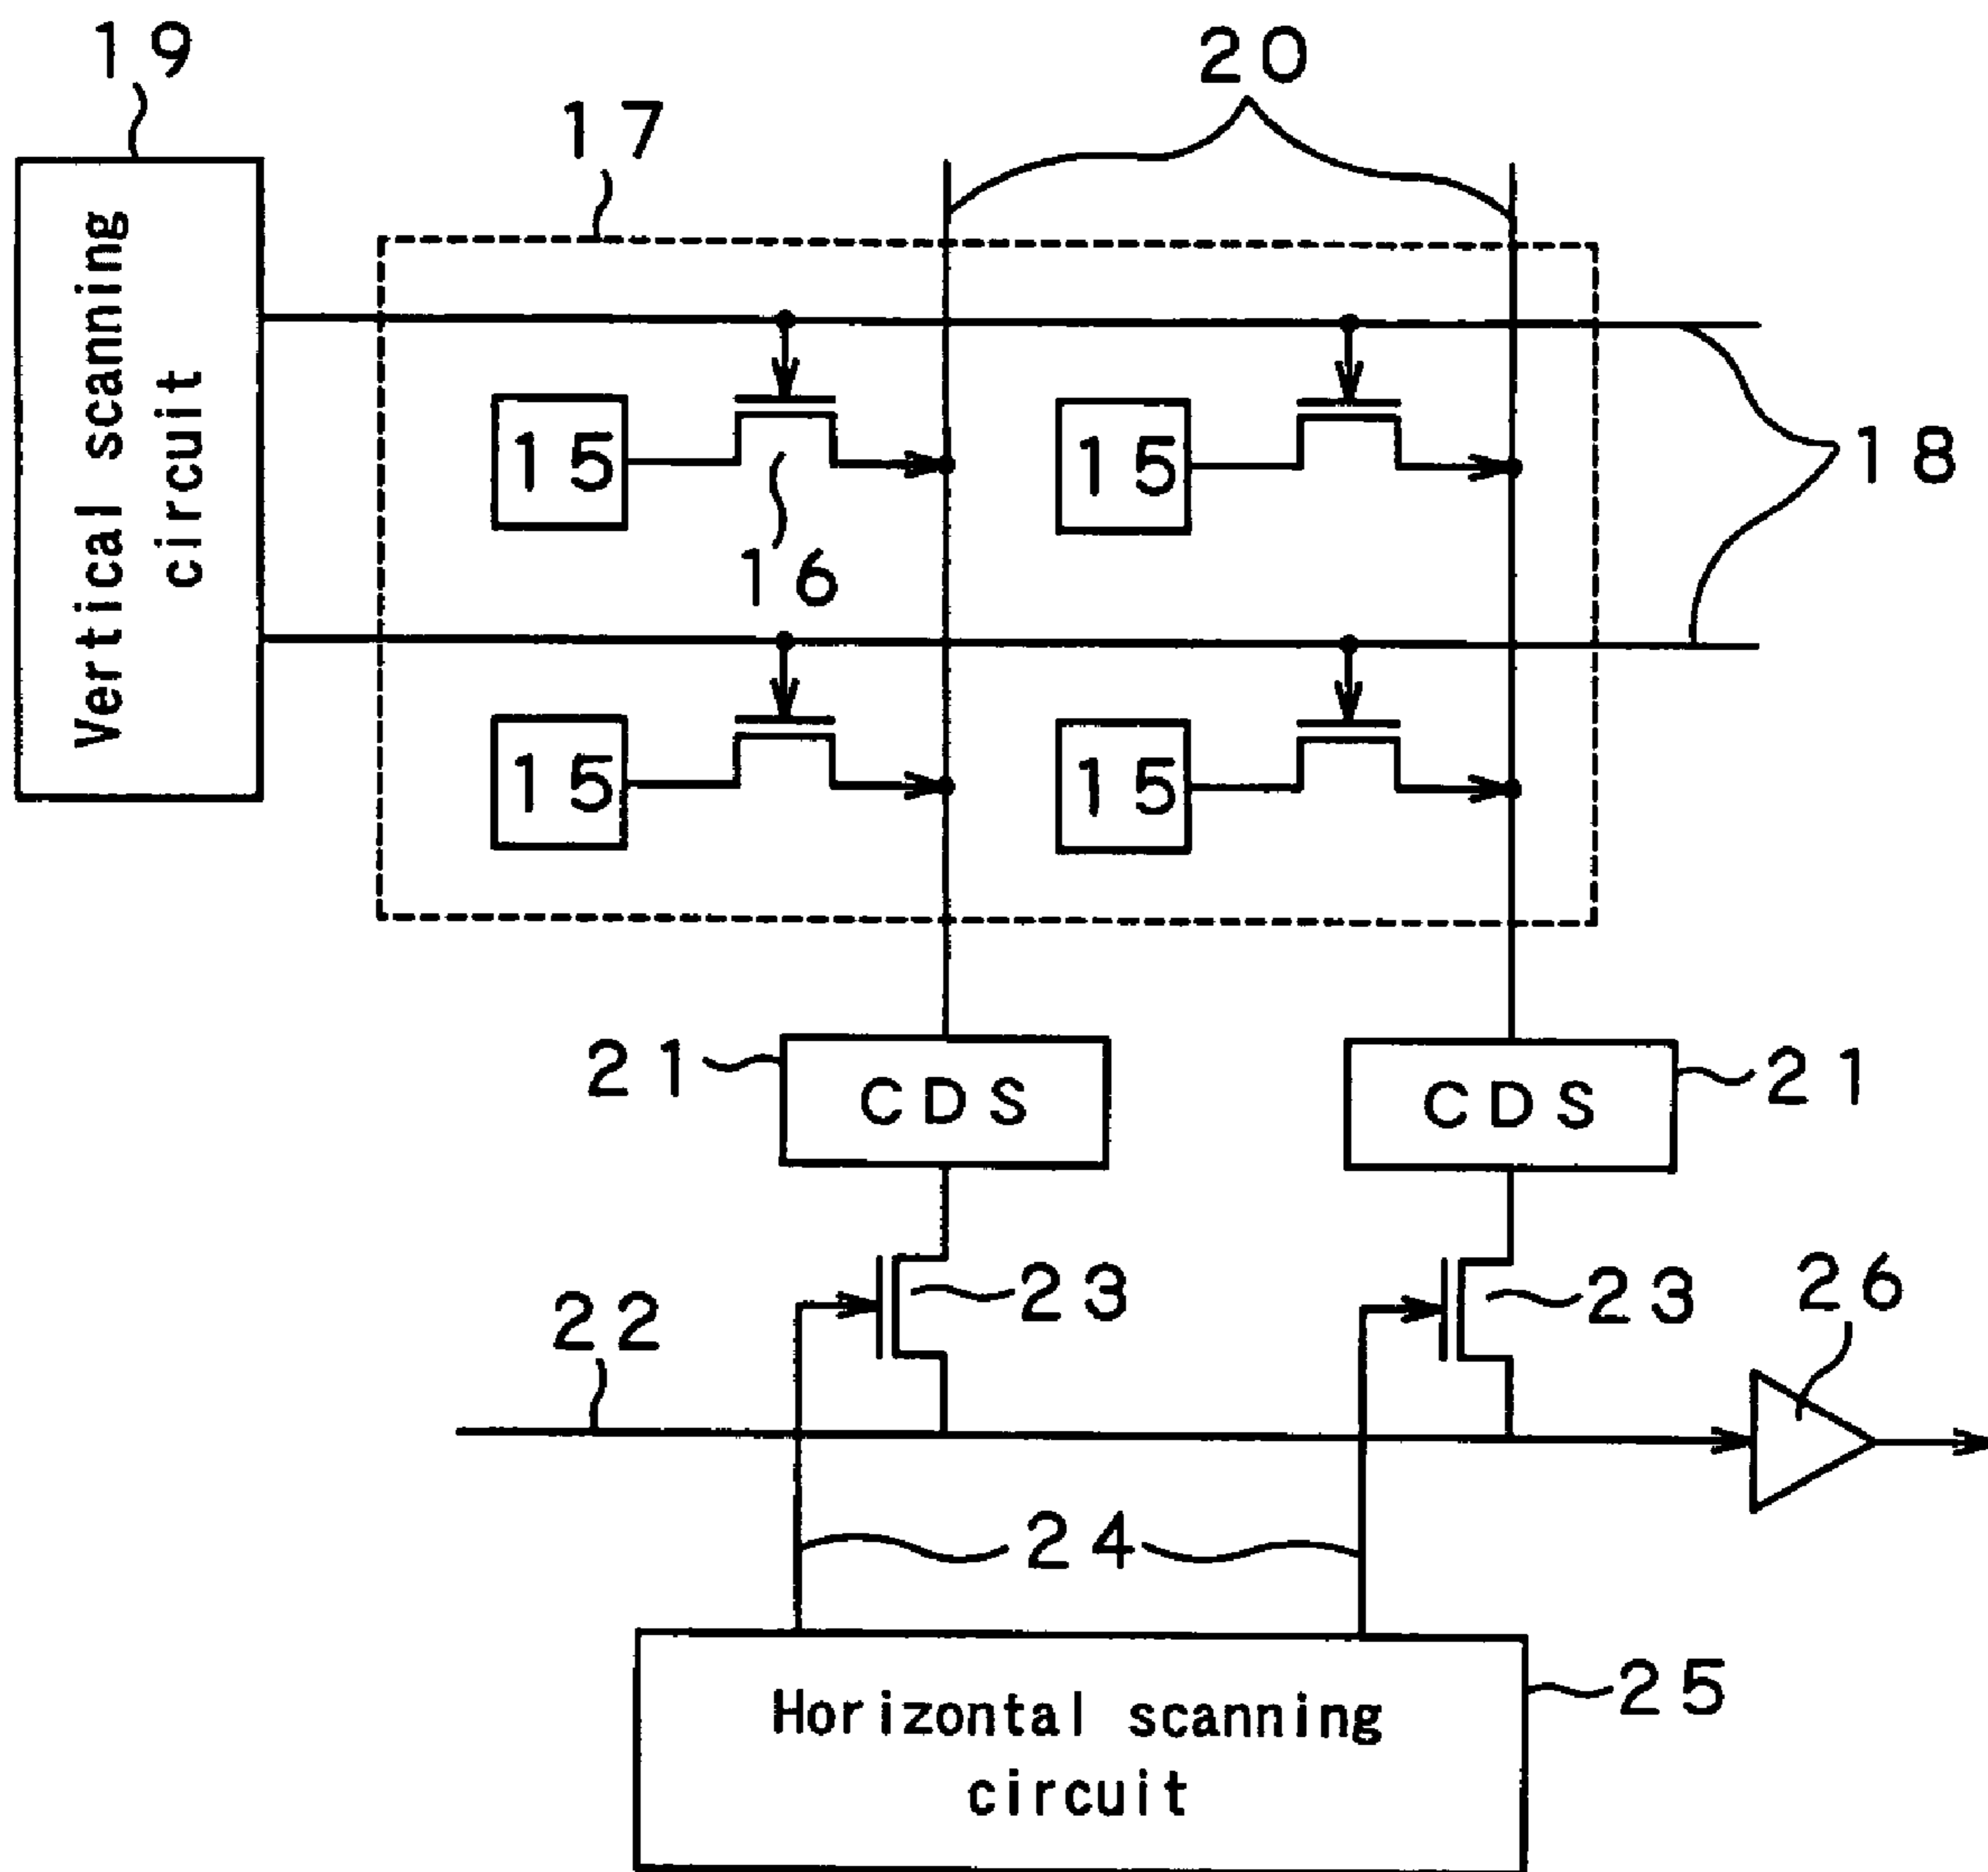 19
20
17
Vertical scanning
circuit
15
15
18
16
15
15
21
CDS
CDS
21
23
23
26
22
24
25
Horizontal scanning
circuit